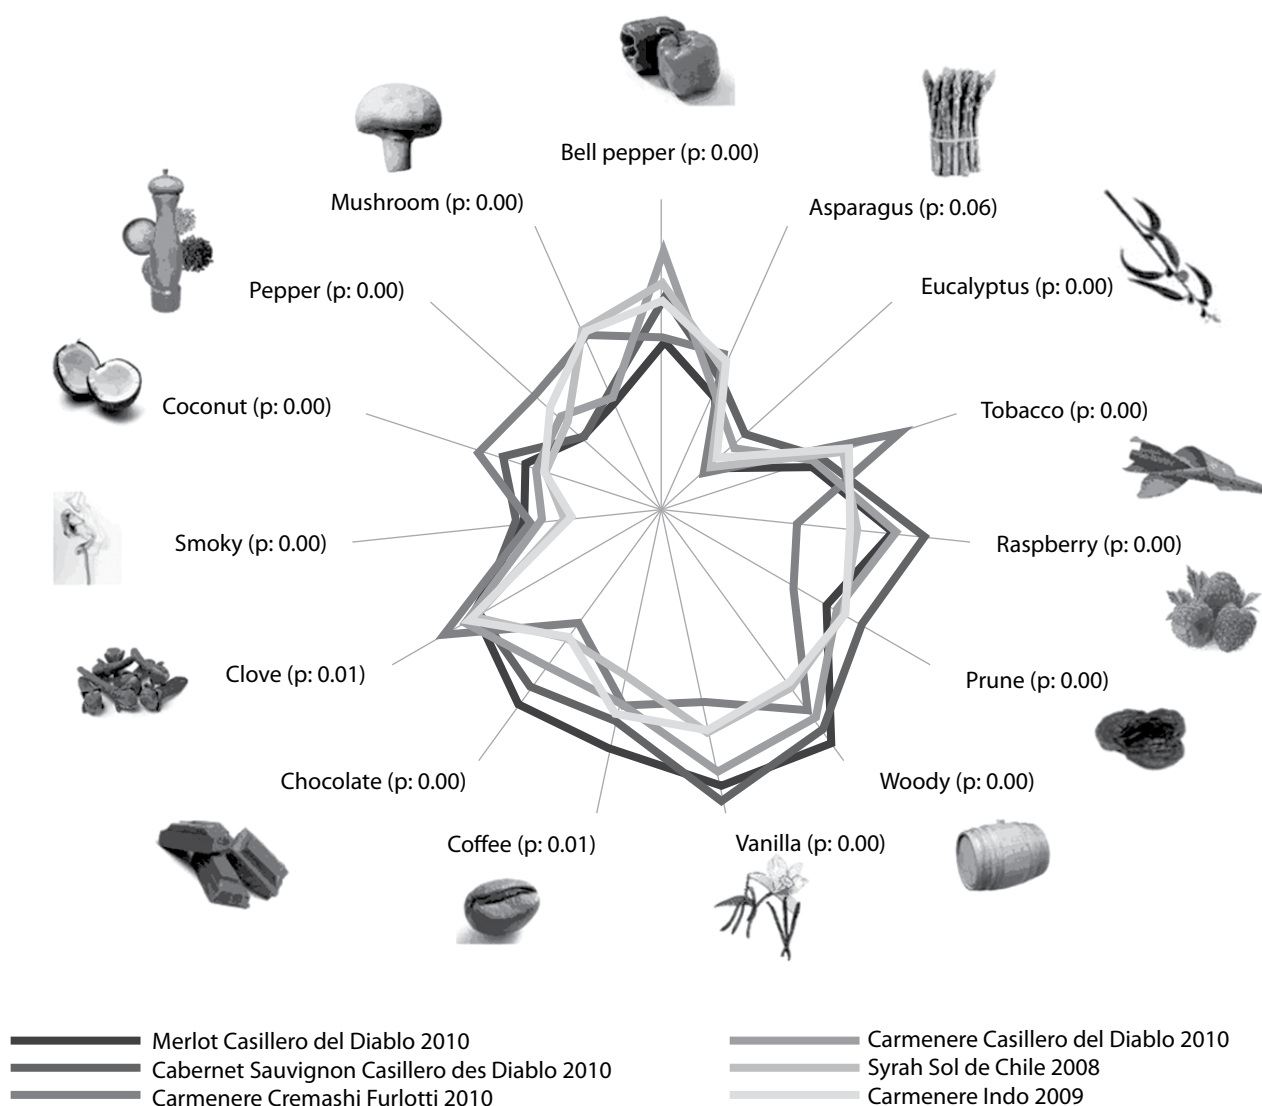 Bell pepper (p: 0.00)
Mushroom (p: 0.00)
Asparagus (p: 0.06)
Pepper (p: 0.00)
Eucalyptus (p: 0.00)
Coconut (p: 0.00)
Tobacco (p: 0.00)
Smoky (p: 0.00)
Raspberry (p: 0.00)
Clove (p: 0.01)
Prune (p: 0.00)
Chocolate (p: 0.00)
Woody (p: 0.00)
Coffee (p: 0.01)
Vanilla (p: 0.00)
Merlot Casillero del Diablo 2010
Cabernet Sauvignon Casillero des Diablo 2010
Carmenere Cremashi Furlotti 2010
Carmenere Casillero del Diablo 2010
Syrah Sol de Chile 2008
Carmenere Indo 2009